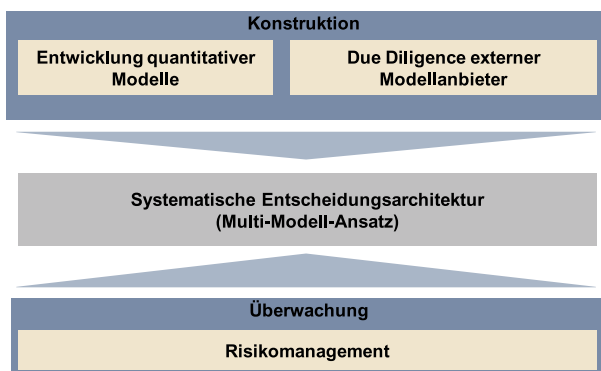 Konstruktion
Entwicklung quantitativer
Modelle
Due Diligence externer
Modellanbieter
Systematische Entscheidungsarchitektur
(Multi-Modell-Ansatz)
Überwachung
Risikomanagement